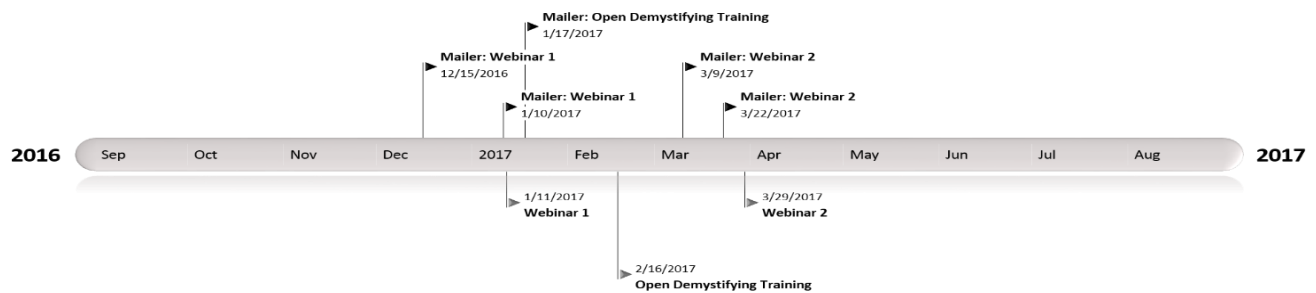 Mailer: Open Demystifying Training
1/17/2017
Mailer: Webinar 1
12/15/2016
Mailer: Webinar 2
3/9/2017
Mailer: Webinar 1
1/10/2017
Mailer: Webinar 2
3/22/2017
2016 Sep Oct Nov Dec 2017 Feb Mar Apr May Jun Jul Aug 2017
1/11/2017
Webinar 1
3/29/2017
Webinar 2
2/16/2017
Open Demystifying Training